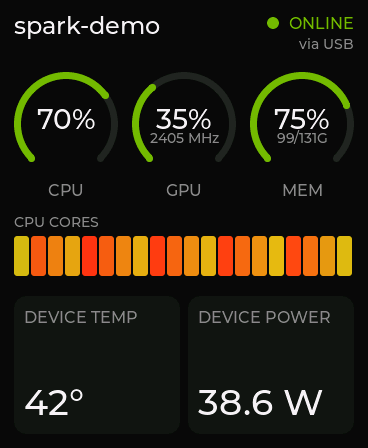 spark-demo
ONLINE
via USB
70%
35%
75%
2405 MHz
99/131G
CPU
GPU
MEM
CPU CORES
DEVICE TEMP
DEVICE POWER
42°
38.6 W